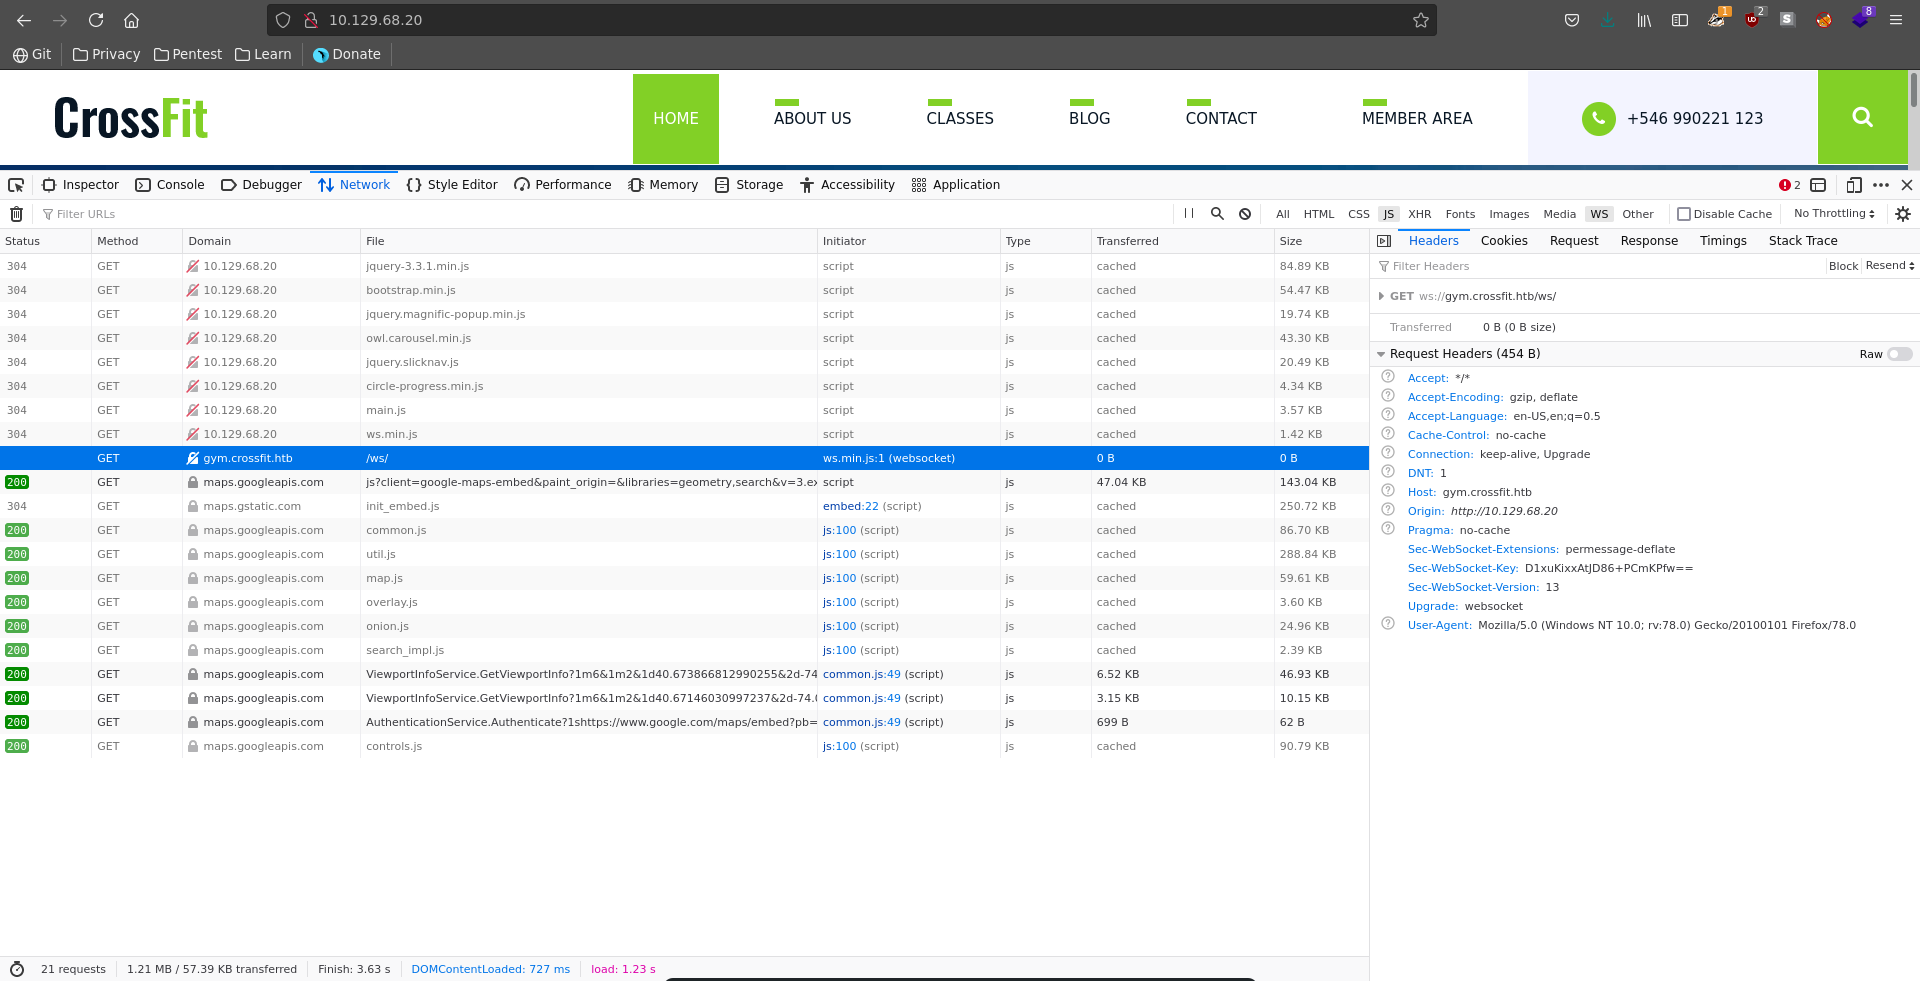 10.129.68.20
1 2 S 8
Git Privacy Pentest Learn Donate
CrossFit HOME ABOUT US CLASSES BLOG CONTACT MEMBER AREA +546 990221 123
Inspector Console Debugger Network Style Editor Performance Memory Storage Accessibility Application 2
Filter URLs All HTML CSS JS XHR Fonts Images Media WS Other Disable Cache No Throttling
Status Method Domain File Initiator Type Transferred Size
304 GET 10.129.68.20 jquery-3.3.1.min.js script js cached 84.89 KB
304 GET 10.129.68.20 bootstrap.min.js script js cached 54.47 KB
304 GET 10.129.68.20 jquery.magnific-popup.min.js script js cached 19.74 KB
304 GET 10.129.68.20 owl.carousel.min.js script js cached 43.30 KB
304 GET 10.129.68.20 jquery.slicknav.js script js cached 20.49 KB
304 GET 10.129.68.20 circle-progress.min.js script js cached 4.34 KB
304 GET 10.129.68.20 main.js script js cached 3.57 KB
304 GET 10.129.68.20 ws.min.js script js cached 1.42 KB
GET gym.crossfit.htb /ws/ ws.min.js:1 (websocket) 0 B 0 B
200 GET maps.googleapis.com js?client=google-maps-embed&paint_origin=&libraries=geometry,search&v=3.ex script js 47.04 KB 143.04 KB
304 GET maps.gstatic.com init_embed.js embed:22 (script) js cached 250.72 KB
200 GET maps.googleapis.com common.js js:100 (script) js cached 86.70 KB
200 GET maps.googleapis.com util.js js:100 (script) js cached 288.84 KB
200 GET maps.googleapis.com map.js js:100 (script) js cached 59.61 KB
200 GET maps.googleapis.com overlay.js js:100 (script) js cached 3.60 KB
200 GET maps.googleapis.com onion.js js:100 (script) js cached 24.96 KB
200 GET maps.googleapis.com search_impl.js js:100 (script) js cached 2.39 KB
200 GET maps.googleapis.com ViewportInfoService.GetViewportInfo?1m6&1m2&1d40.673866812990255&2d-74 common.js:49 (script) js 6.52 KB 46.93 KB
200 GET maps.googleapis.com ViewportInfoService.GetViewportInfo?1m6&1m2&1d40.67146030997237&2d-74.0 common.js:49 (script) js 3.15 KB 10.15 KB
200 GET maps.googleapis.com AuthenticationService.Authenticate?1shttps://www.google.com/maps/embed?pb= common.js:49 (script) js 699 B 62 B
200 GET maps.googleapis.com controls.js js:100 (script) js cached 90.79 KB
21 requests 1.21 MB / 57.39 KB transferred Finish: 3.63 s DOMContentLoaded: 727 ms load: 1.23 s
Headers Cookies Request Response Timings Stack Trace
Filter Headers Block Resend
GET ws://gym.crossfit.htb/ws/
Transferred 0 B (0 B size)
Request Headers (454 B) Raw
Accept: */*
Accept-Encoding: gzip, deflate
Accept-Language: en-US,en;q=0.5
Cache-Control: no-cache
Connection: keep-alive, Upgrade
DNT: 1
Host: gym.crossfit.htb
Origin: http://10.129.68.20
Pragma: no-cache
Sec-WebSocket-Extensions: permessage-deflate
Sec-WebSocket-Key: D1xuKixxAtJD86+PCmKPfw==
Sec-WebSocket-Version: 13
Upgrade: websocket
User-Agent: Mozilla/5.0 (Windows NT 10.0; rv:78.0) Gecko/20100101 Firefox/78.0